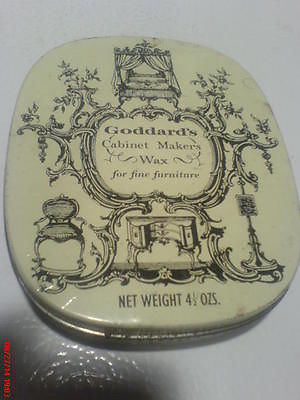 Goddard's
Cabinet Makers
Wax
for fine furniture
NET WEIGHT 4½ OZS.